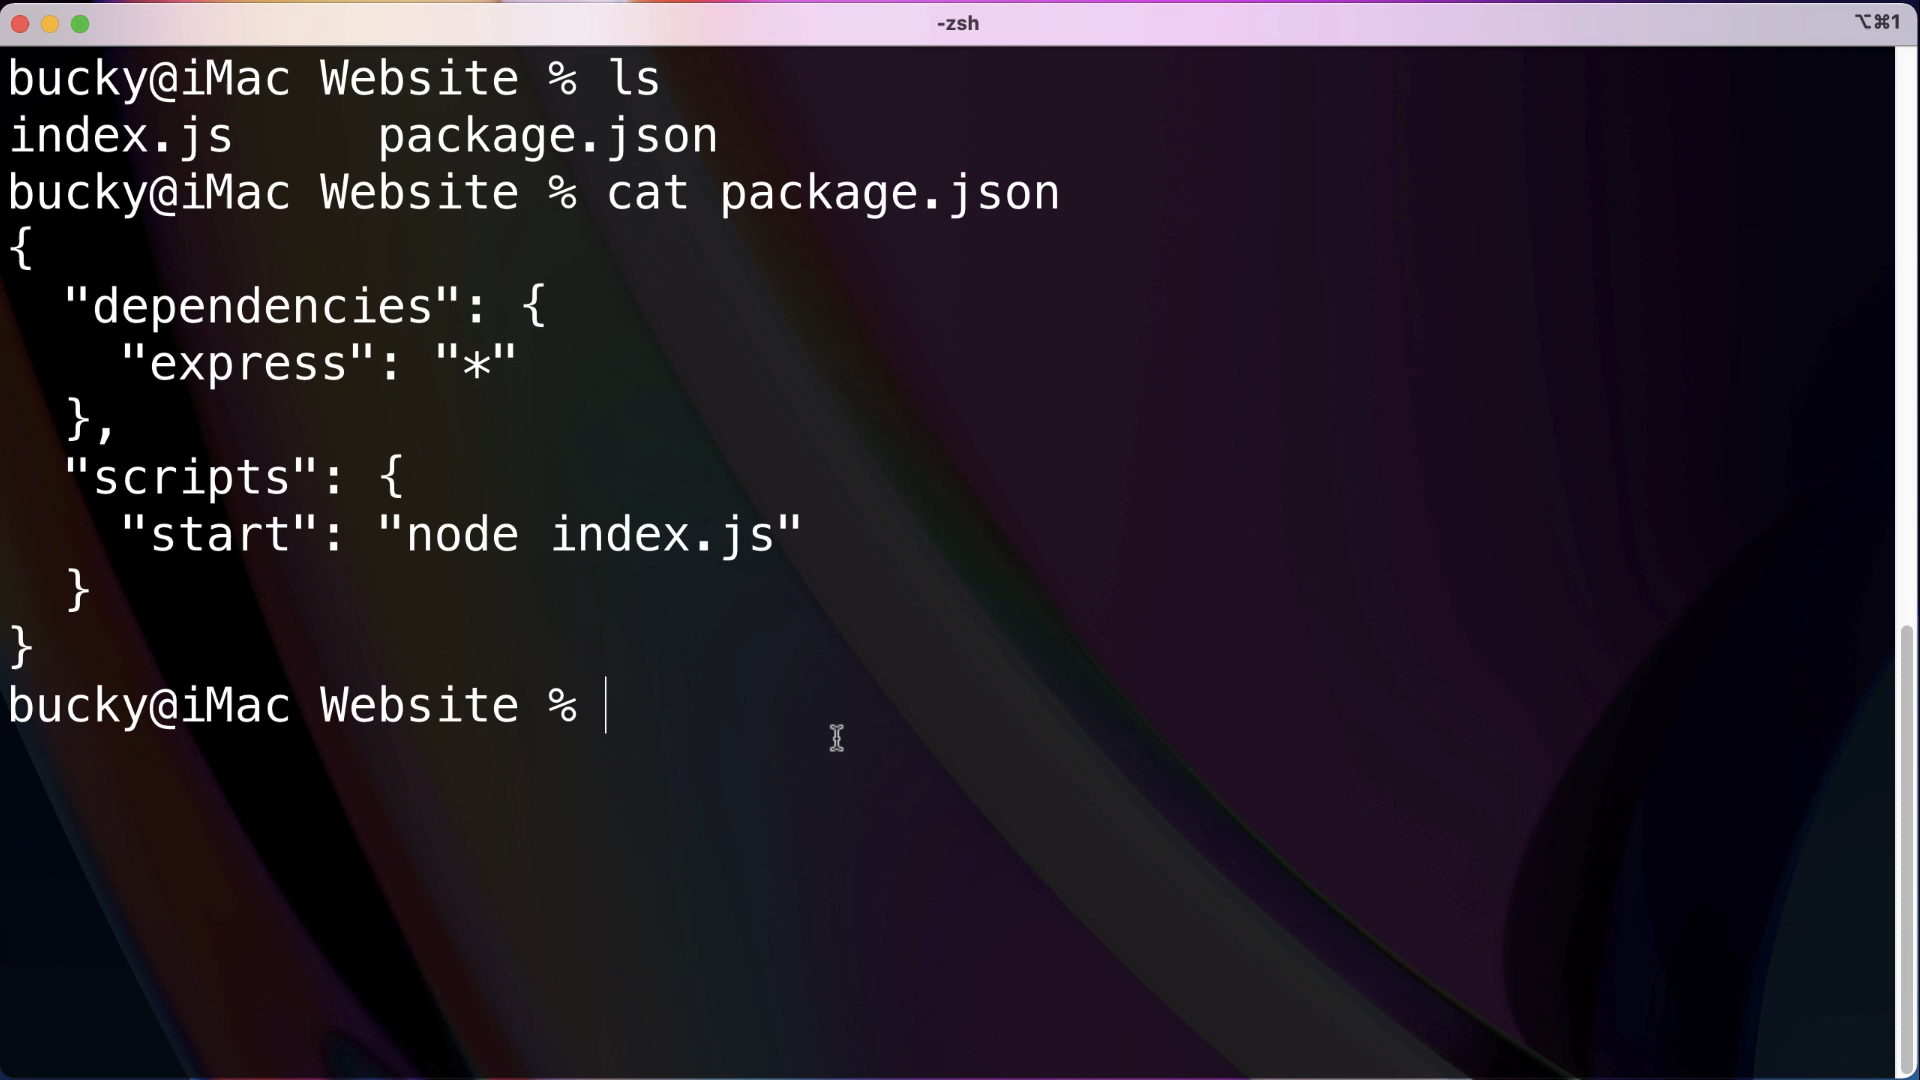 -zsh
⌥⌘1
bucky@iMac Website % ls
index.js     package.json
bucky@iMac Website % cat package.json
{
  "dependencies": {
    "express": "*"
  },
  "scripts": {
    "start": "node index.js"
  }
}
bucky@iMac Website %